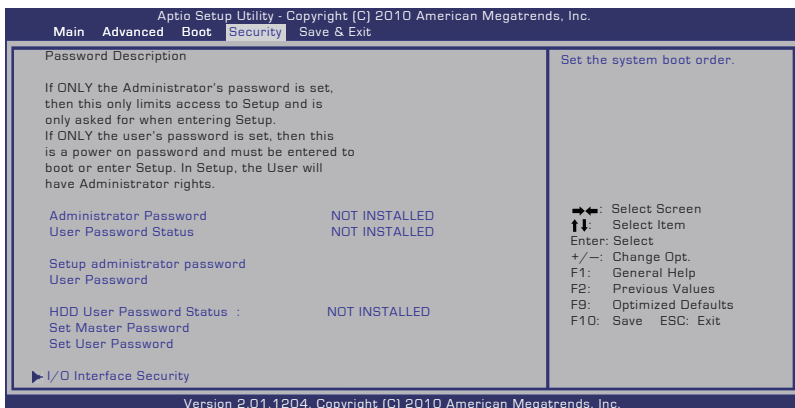 Aptio Setup Utility - Copyright (C) 2010 American Megatrends, Inc.
Main Advanced Boot Security Save & Exit
Password Description
If ONLY the Administrator's password is set,
then this only limits access to Setup and is
only asked for when entering Setup.
If ONLY the user's password is set, then this
is a power on password and must be entered to
boot or enter Setup. In Setup, the User will
have Administrator rights.
Administrator Password NOT INSTALLED
User Password Status NOT INSTALLED
Setup administrator password
User Password
HDD User Password Status : NOT INSTALLED
Set Master Password
Set User Password
I/O Interface Security
Set the system boot order.
→←: Select Screen
↑↓: Select Item
Enter: Select
+/—: Change Opt.
F1: General Help
F2: Previous Values
F9: Optimized Defaults
F10: Save ESC: Exit
Version 2.01.1204. Copyright (C) 2010 American Megatrends, Inc.